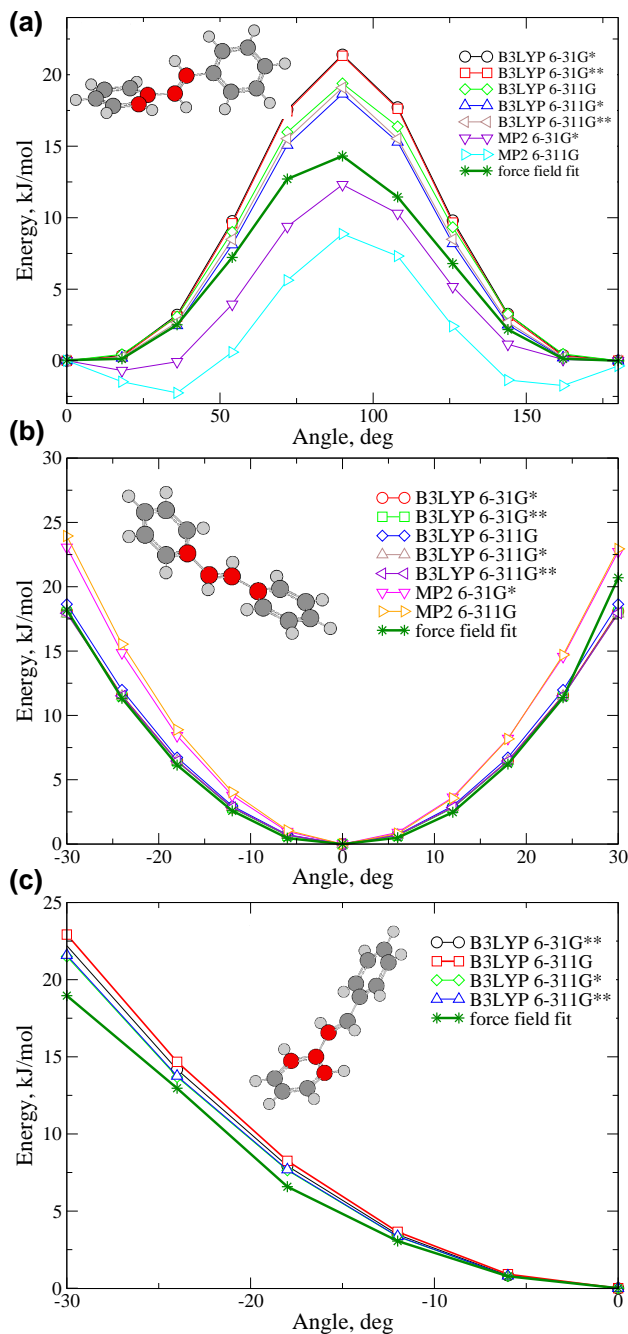 (a)
B3LYP 6-31G*
B3LYP 6-31G**
B3LYP 6-311G
B3LYP 6-311G*
B3LYP 6-311G**
MP2 6-31G*
MP2 6-311G
force field fit
20
15
10
5
0
Energy, kJ/mol
0
50
100
150
Angle, deg
(b)
30
25
20
15
10
5
0
Energy, kJ/mol
B3LYP 6-31G*
B3LYP 6-31G**
B3LYP 6-311G
B3LYP 6-311G*
B3LYP 6-311G**
MP2 6-31G*
MP2 6-311G
force field fit
-30
-20
-10
0
10
20
30
Angle, deg
(c)
25
20
15
10
5
0
Energy, kJ/mol
B3LYP 6-31G**
B3LYP 6-311G
B3LYP 6-311G*
B3LYP 6-311G**
force field fit
-30
-20
-10
0
Angle, deg